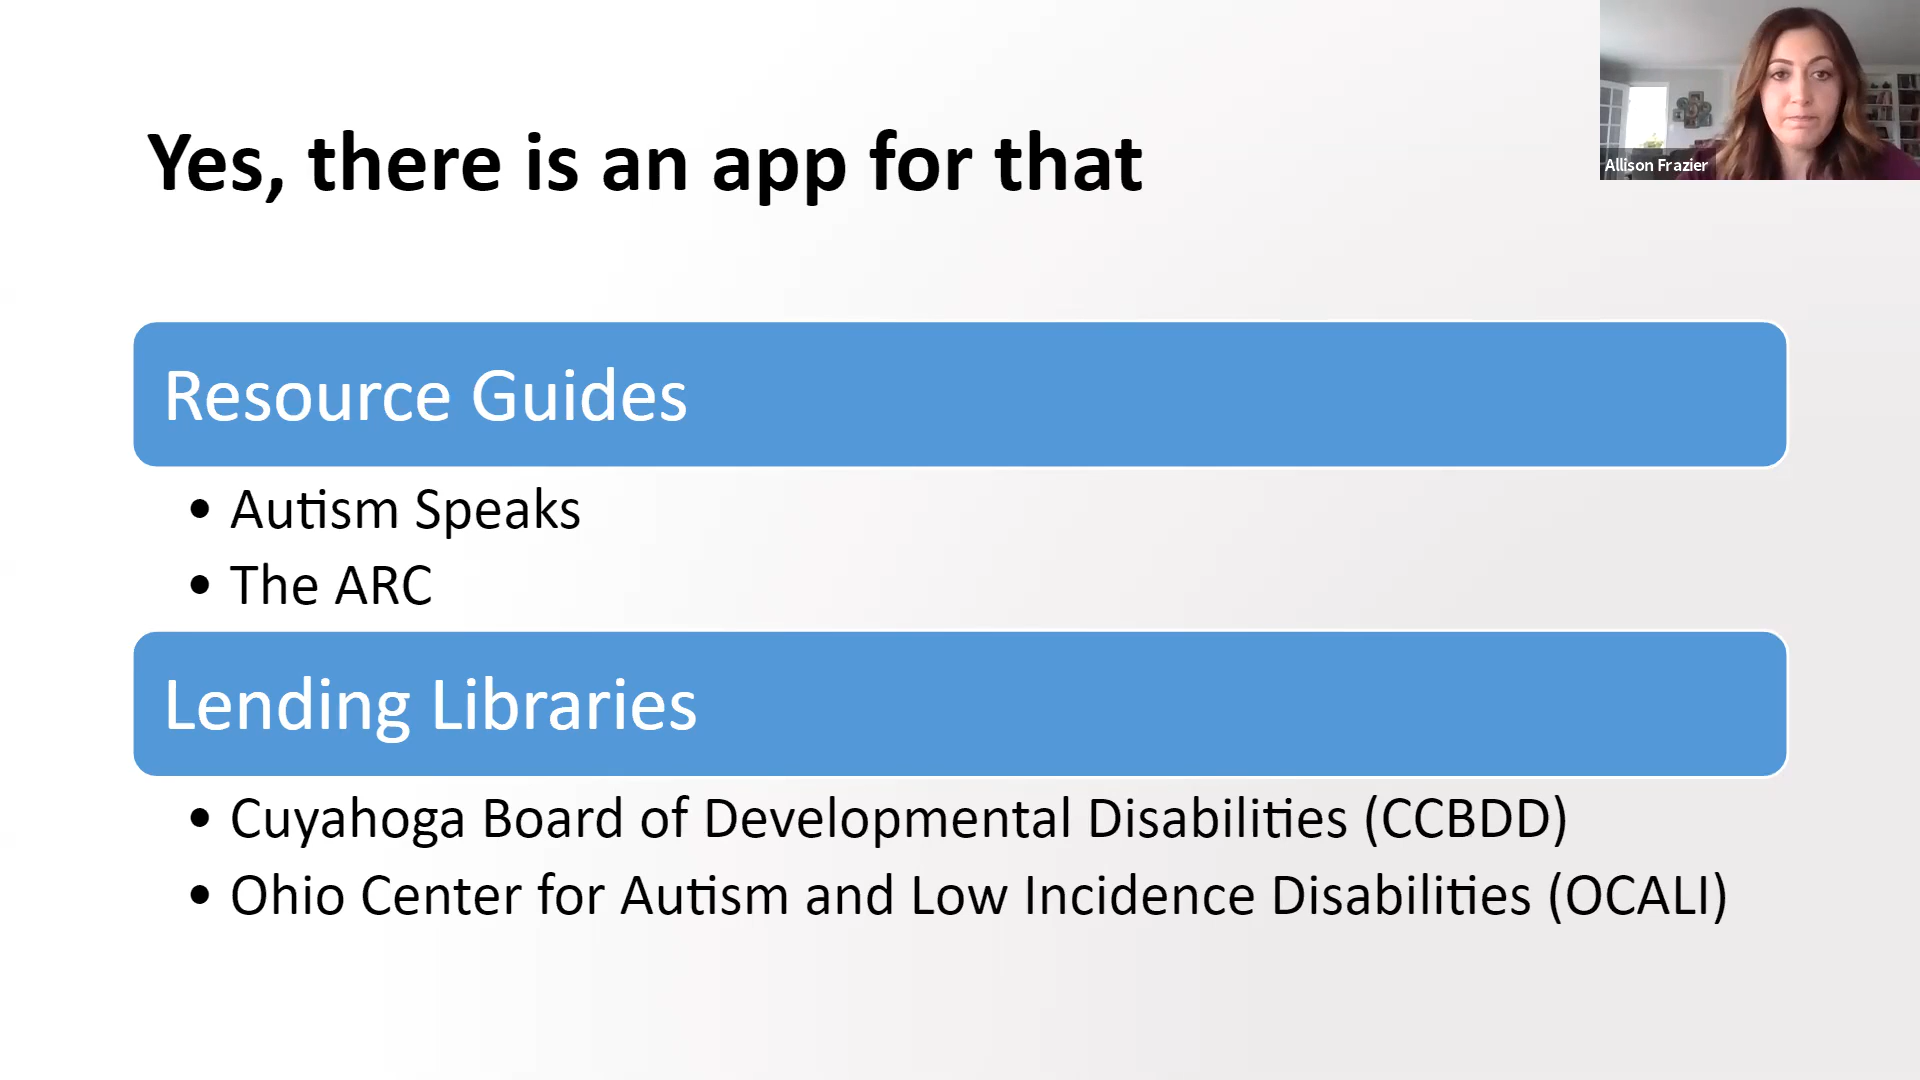 Yes, there is an app for that
Allison Frazier
Resource Guides
• Autism Speaks
• The ARC
Lending Libraries
• Cuyahoga Board of Developmental Disabilities (CCBDD)
• Ohio Center for Autism and Low Incidence Disabilities (OCALI)